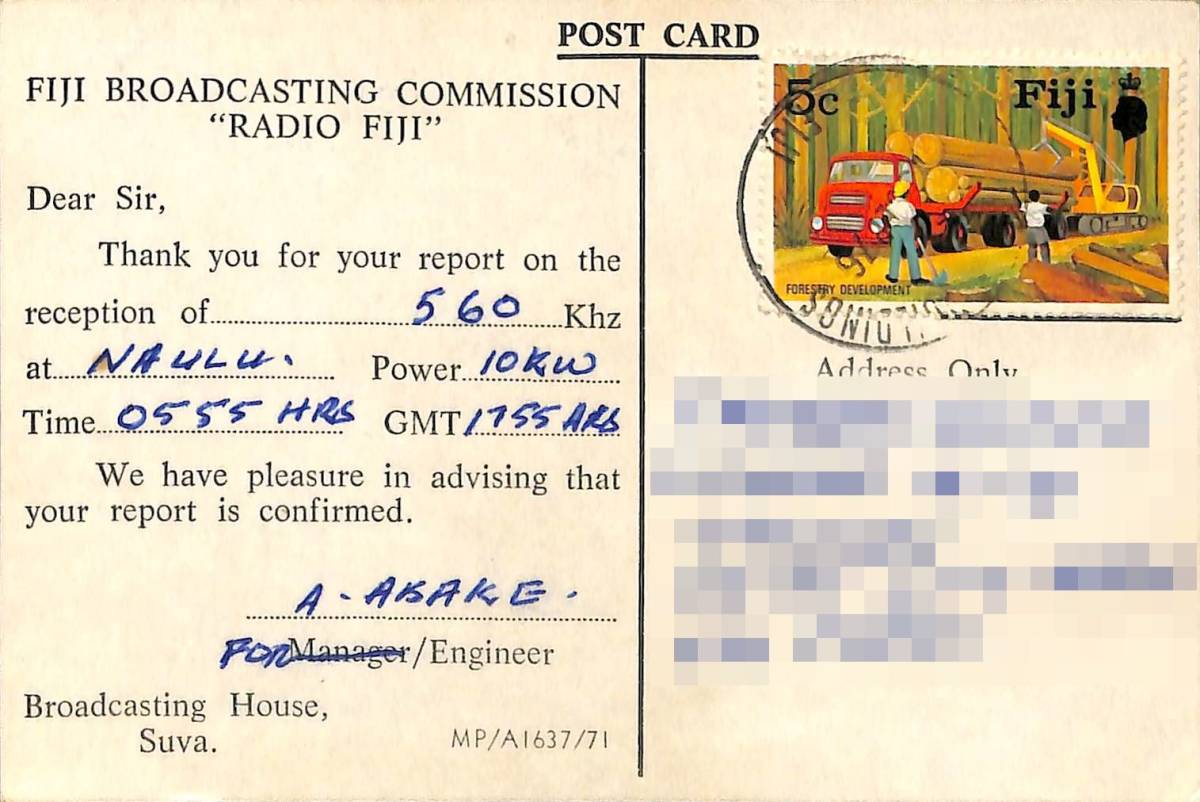 POST CARD
FIJI BROADCASTING COMMISSION
“RADIO FIJI”
Dear Sir,
Thank you for your report on the
reception of 560 Khz
at NAULU. Power 10KW
Time 0555 HRS GMT 1755 HRS
We have pleasure in advising that
your report is confirmed.
A. ABAKE.
FOR Manager/Engineer
Broadcasting House,
Suva.
MP/A1637/71
5c Fiji
FORESTRY DEVELOPMENT
Address Only